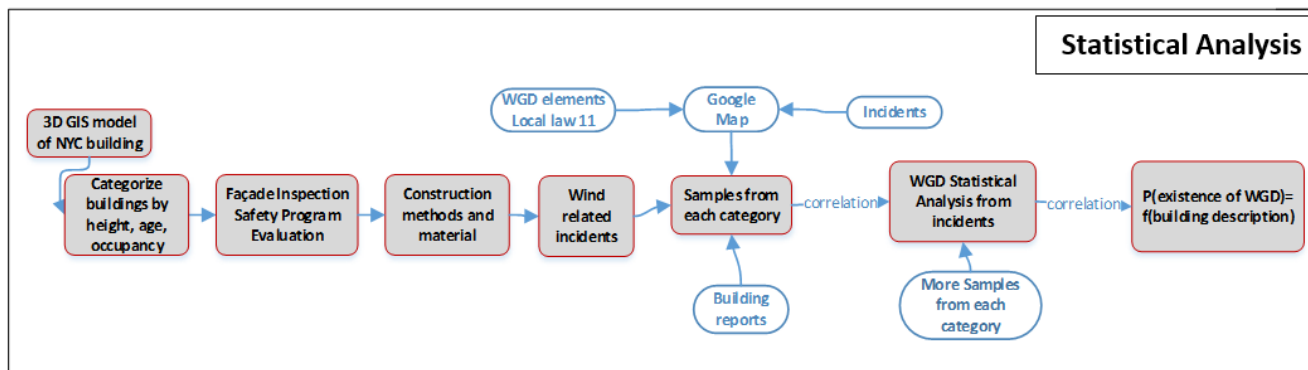 Statistical Analysis
WGD elements
Local law 11
Google
Map
Incidents
3D GIS model
of NYC building
Categorize
buildings by
height, age,
occupancy
Façade Inspection
Safety Program
Evaluation
Construction
methods and
material
Wind
related
incidents
Samples from
each category
correlation
WGD Statistical
Analysis from
incidents
correlation
P(existence of WGD)=
f(building description)
Building
reports
More Samples
from each
category